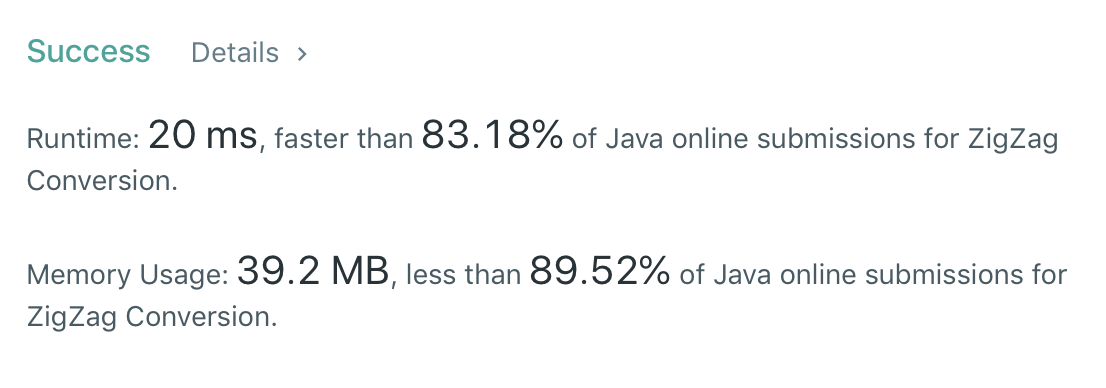 Success Details >
Runtime: 20 ms, faster than 83.18% of Java online submissions for ZigZag
Conversion.
Memory Usage: 39.2 MB, less than 89.52% of Java online submissions for
ZigZag Conversion.